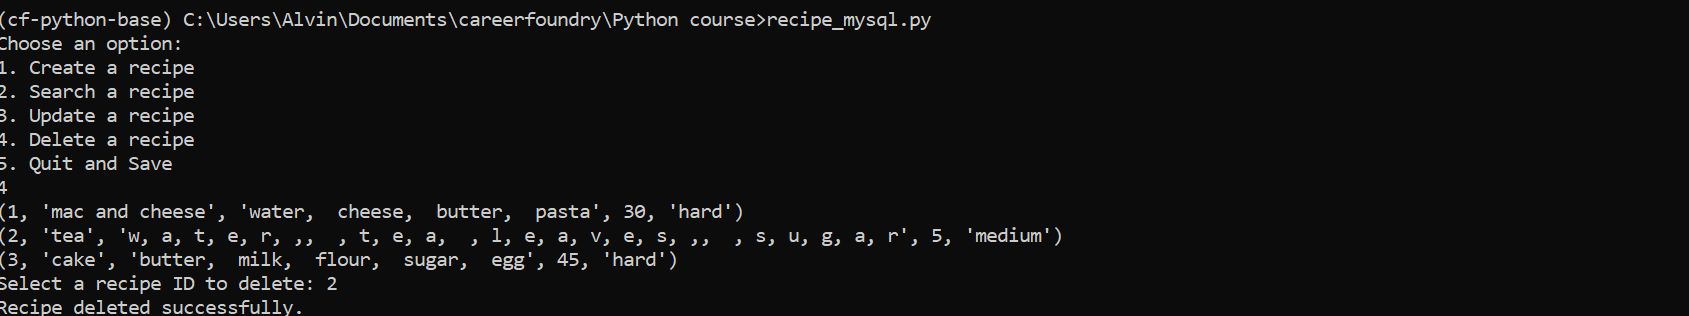 (cf-python-base) C:\Users\Alvin\Documents\careerfoundry\Python course>recipe_mysql.py
Choose an option:
1. Create a recipe
2. Search a recipe
3. Update a recipe
4. Delete a recipe
5. Quit and Save
4
(1, 'mac and cheese', 'water,  cheese,  butter,  pasta', 30, 'hard')
(2, 'tea', 'w, a, t, e, r, ,,  , t, e, a,  , l, e, a, v, e, s, ,,  , s, u, g, a, r', 5, 'medium')
(3, 'cake', 'butter,  milk,  flour,  sugar,  egg', 45, 'hard')
Select a recipe ID to delete: 2
Recipe deleted successfully.